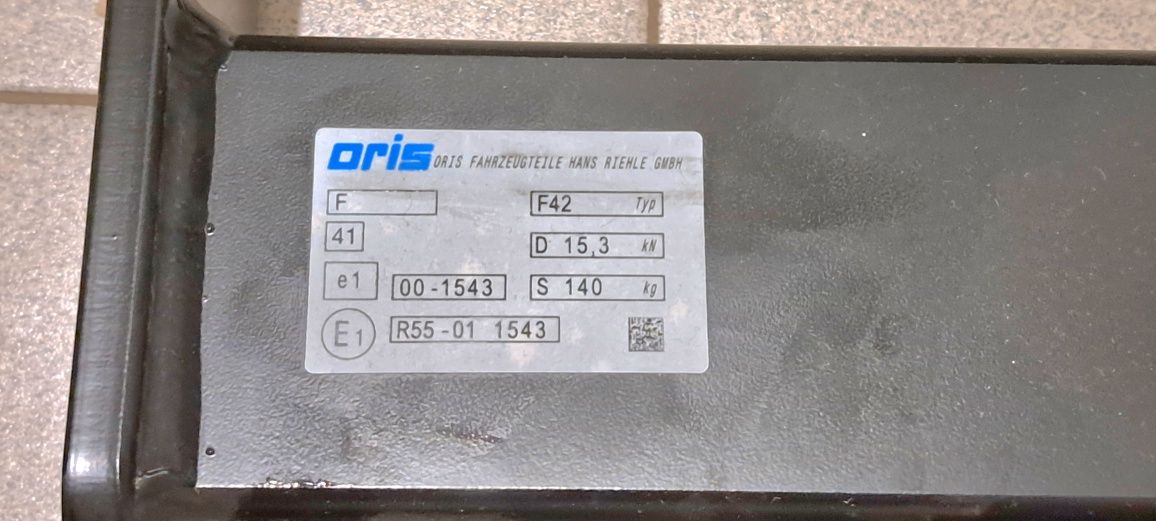 oris ORIS FAHRZEUGTEILE HANS RIEHLE GMBH
F F42 Typ
41 D 15,3 kN
e1 00-1543 S 140 kg
E1 R55-01 1543